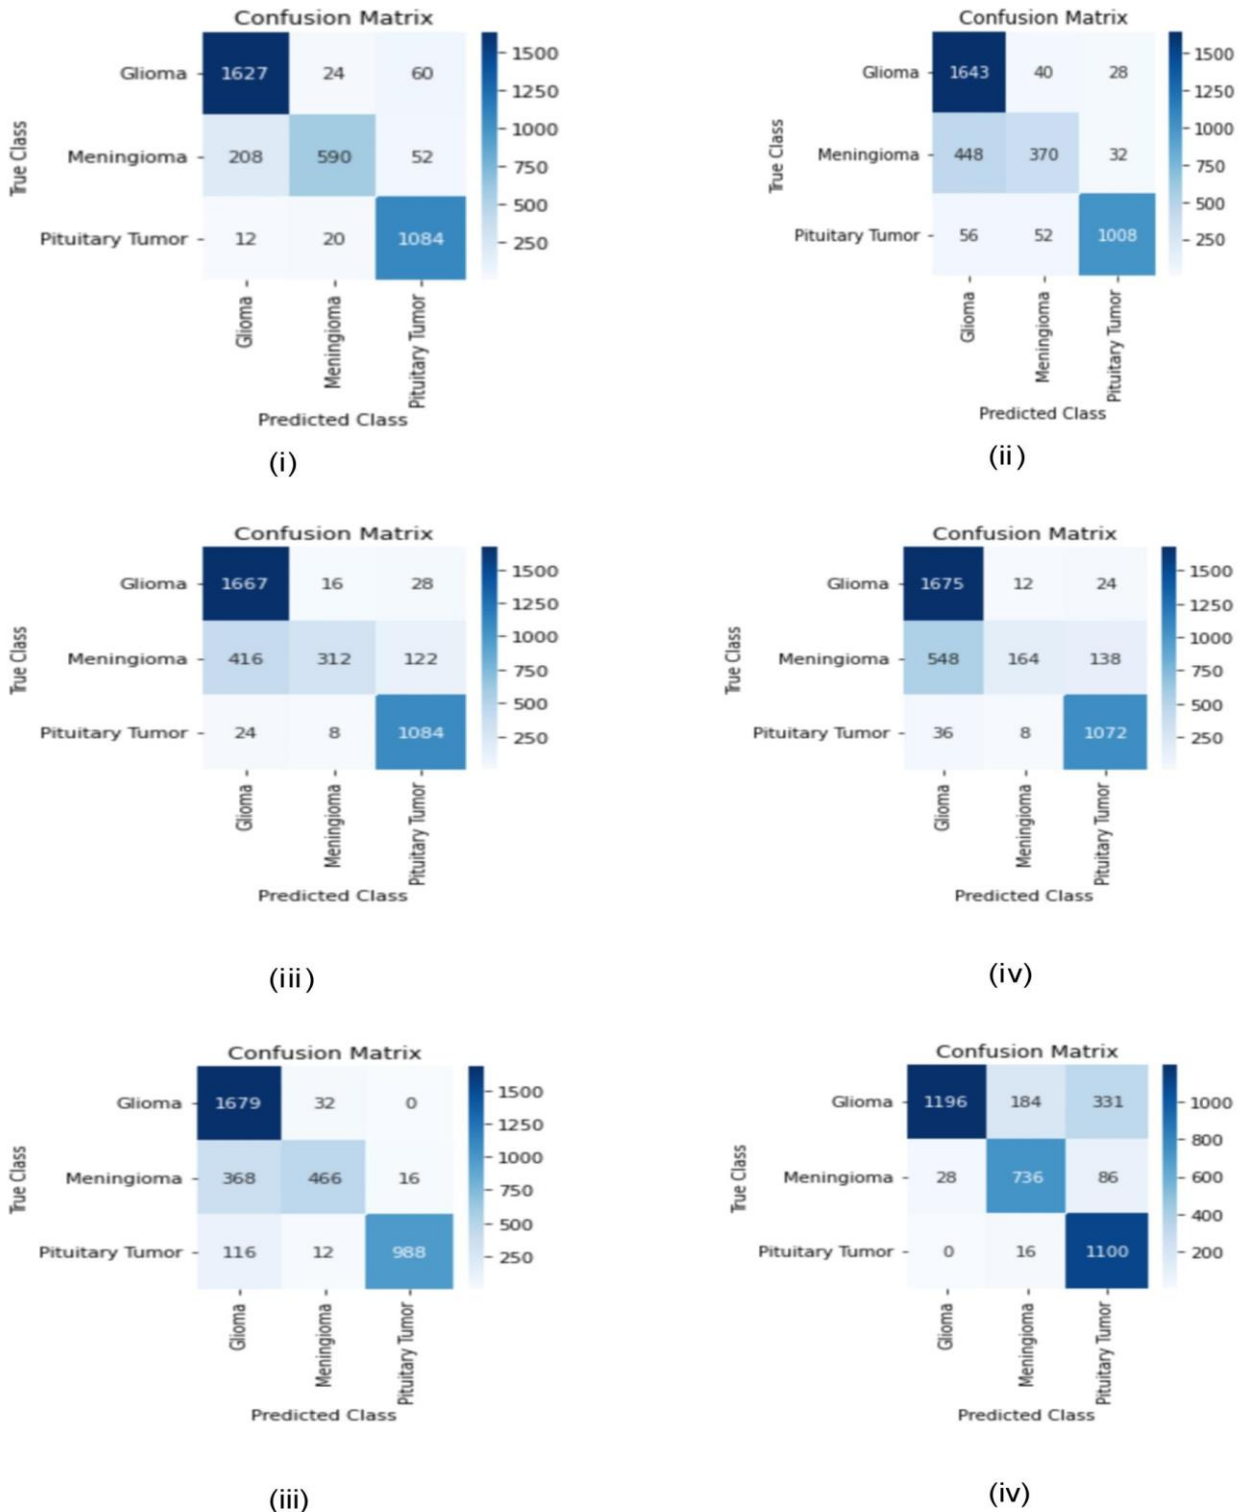 Confusion Matrix
True Class
Glioma 1627 24 60
Meningioma 208 590 52
Pituitary Tumor 12 20 1084
Glioma Meningioma Pituitary Tumor
Predicted Class
1500
1250
1000
750
500
250
(i)
Confusion Matrix
True Class
Glioma 1643 40 28
Meningioma 448 370 32
Pituitary Tumor 56 52 1008
Glioma Meningioma Pituitary Tumor
Predicted Class
1500
1250
1000
750
500
250
(ii)
Confusion Matrix
True Class
Glioma 1667 16 28
Meningioma 416 312 122
Pituitary Tumor 24 8 1084
Glioma Meningioma Pituitary Tumor
Predicted Class
1500
1250
1000
750
500
250
(iii)
Confusion Matrix
True Class
Glioma 1675 12 24
Meningioma 548 164 138
Pituitary Tumor 36 8 1072
Glioma Meningioma Pituitary Tumor
Predicted Class
1500
1250
1000
750
500
250
(iv)
Confusion Matrix
True Class
Glioma 1679 32 0
Meningioma 368 466 16
Pituitary Tumor 116 12 988
Glioma Meningioma Pituitary Tumor
Predicted Class
1500
1250
1000
750
500
250
(iii)
Confusion Matrix
True Class
Glioma 1196 184 331
Meningioma 28 736 86
Pituitary Tumor 0 16 1100
Glioma Meningioma Pituitary Tumor
Predicted Class
1000
800
600
400
200
(iv)